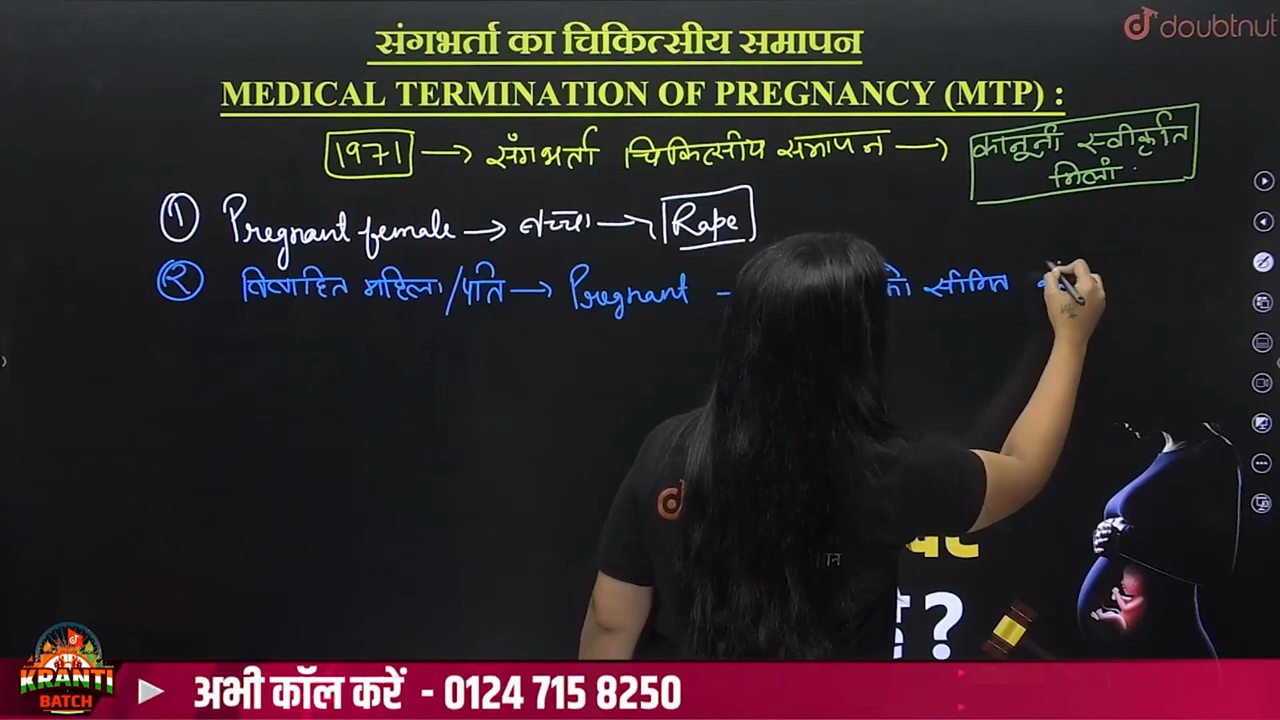 doubtnut
संगभर्ता का चिकित्सीय समापन
MEDICAL TERMINATION OF PREGNANCY (MTP) :
1971 → सँगभर्ता चिकित्सीय समापन → कानूनी स्वीकृति
मिली
① Pregnant female → बच्चा → Rape
② विवाहित महिला/पति → Pregnant - को सीमित
?
KRANTI
BATCH
अभी कॉल करें - 0124 715 8250